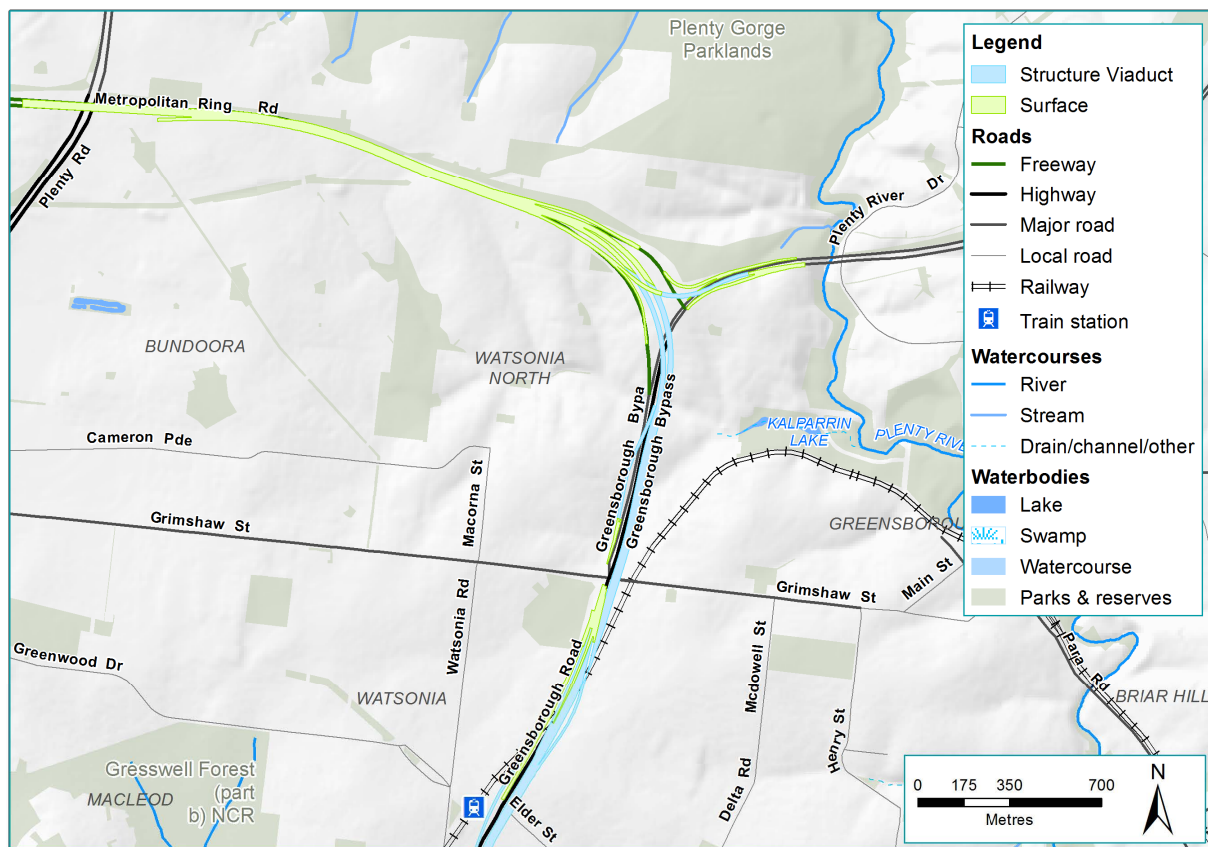 Plenty Gorge
Parklands
Metropolitan Ring Rd
Plenty Rd
Plenty River Dr
BUNDOORA
WATSONIA
NORTH
Greensborough Bypa
Greensborough Bypass
KALPARRIN
LAKE
PLENTY RIVE
Cameron Pde
Macorna St
Grimshaw St
GREENSBOROU
Main St
Grimshaw St
Watsonia Rd
Greenwood Dr
WATSONIA
Greensborough Road
Mcdowell St
Henry St
Para Rd
BRIAR HILL
Gresswell Forest
(part
b) NCR
MACLEOD
Elder St
Delta Rd
Legend
Structure Viaduct
Surface
Roads
Freeway
Highway
Major road
Local road
Railway
Train station
Watercourses
River
Stream
Drain/channel/other
Waterbodies
Lake
Swamp
Watercourse
Parks & reserves
0 175 350 700
Metres
N